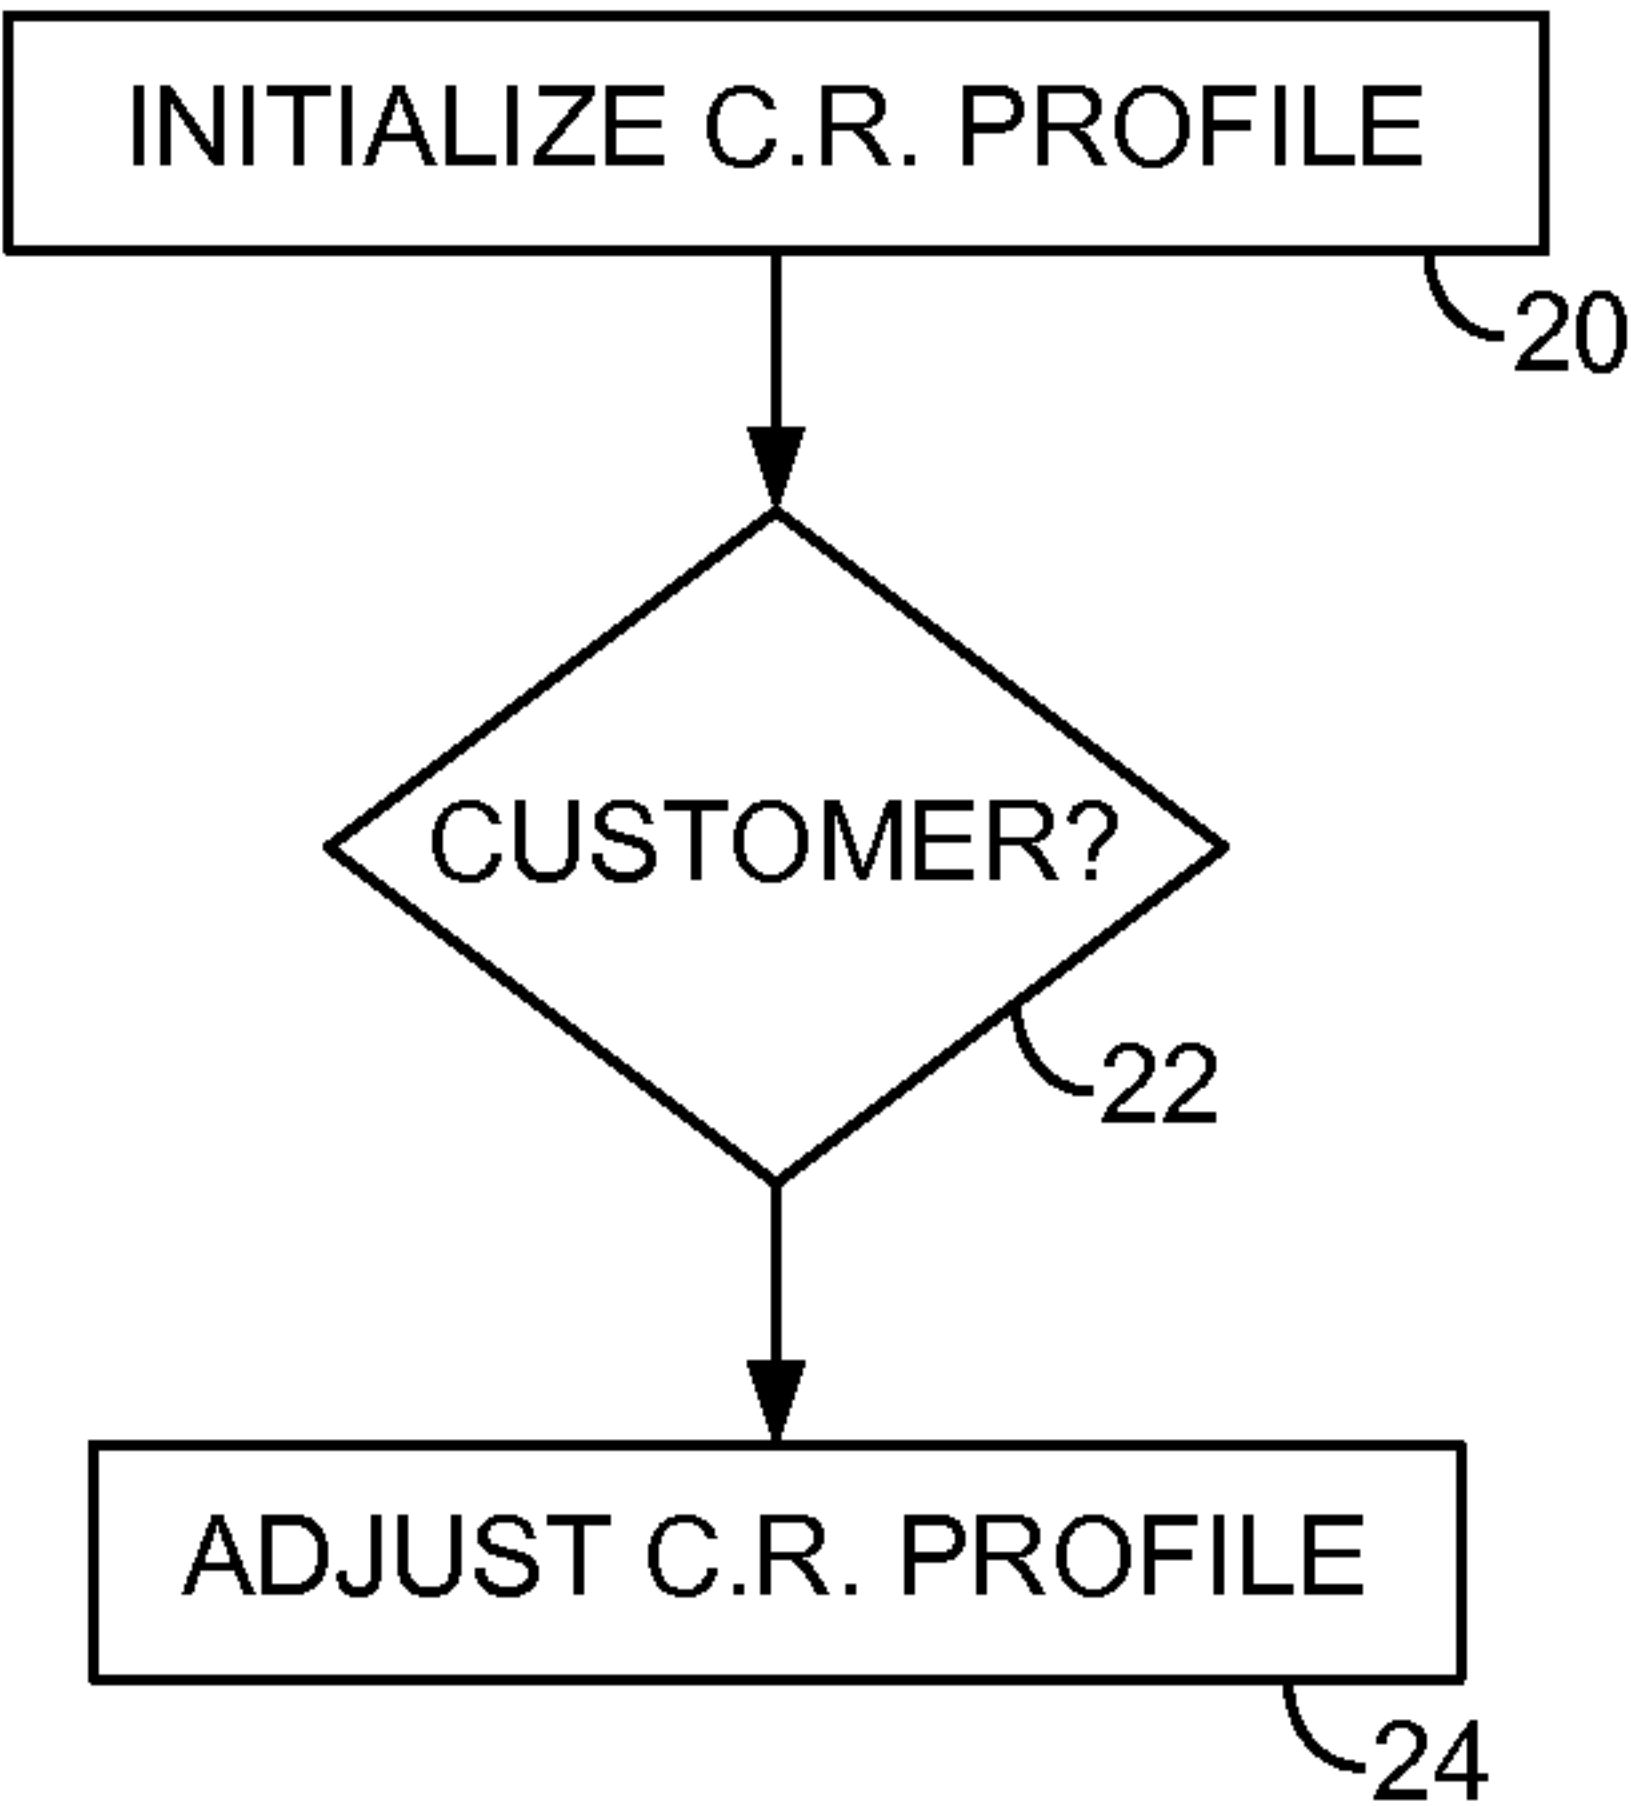 INITIALIZE C.R. PROFILE
20
CUSTOMER?
22
ADJUST C.R. PROFILE
24